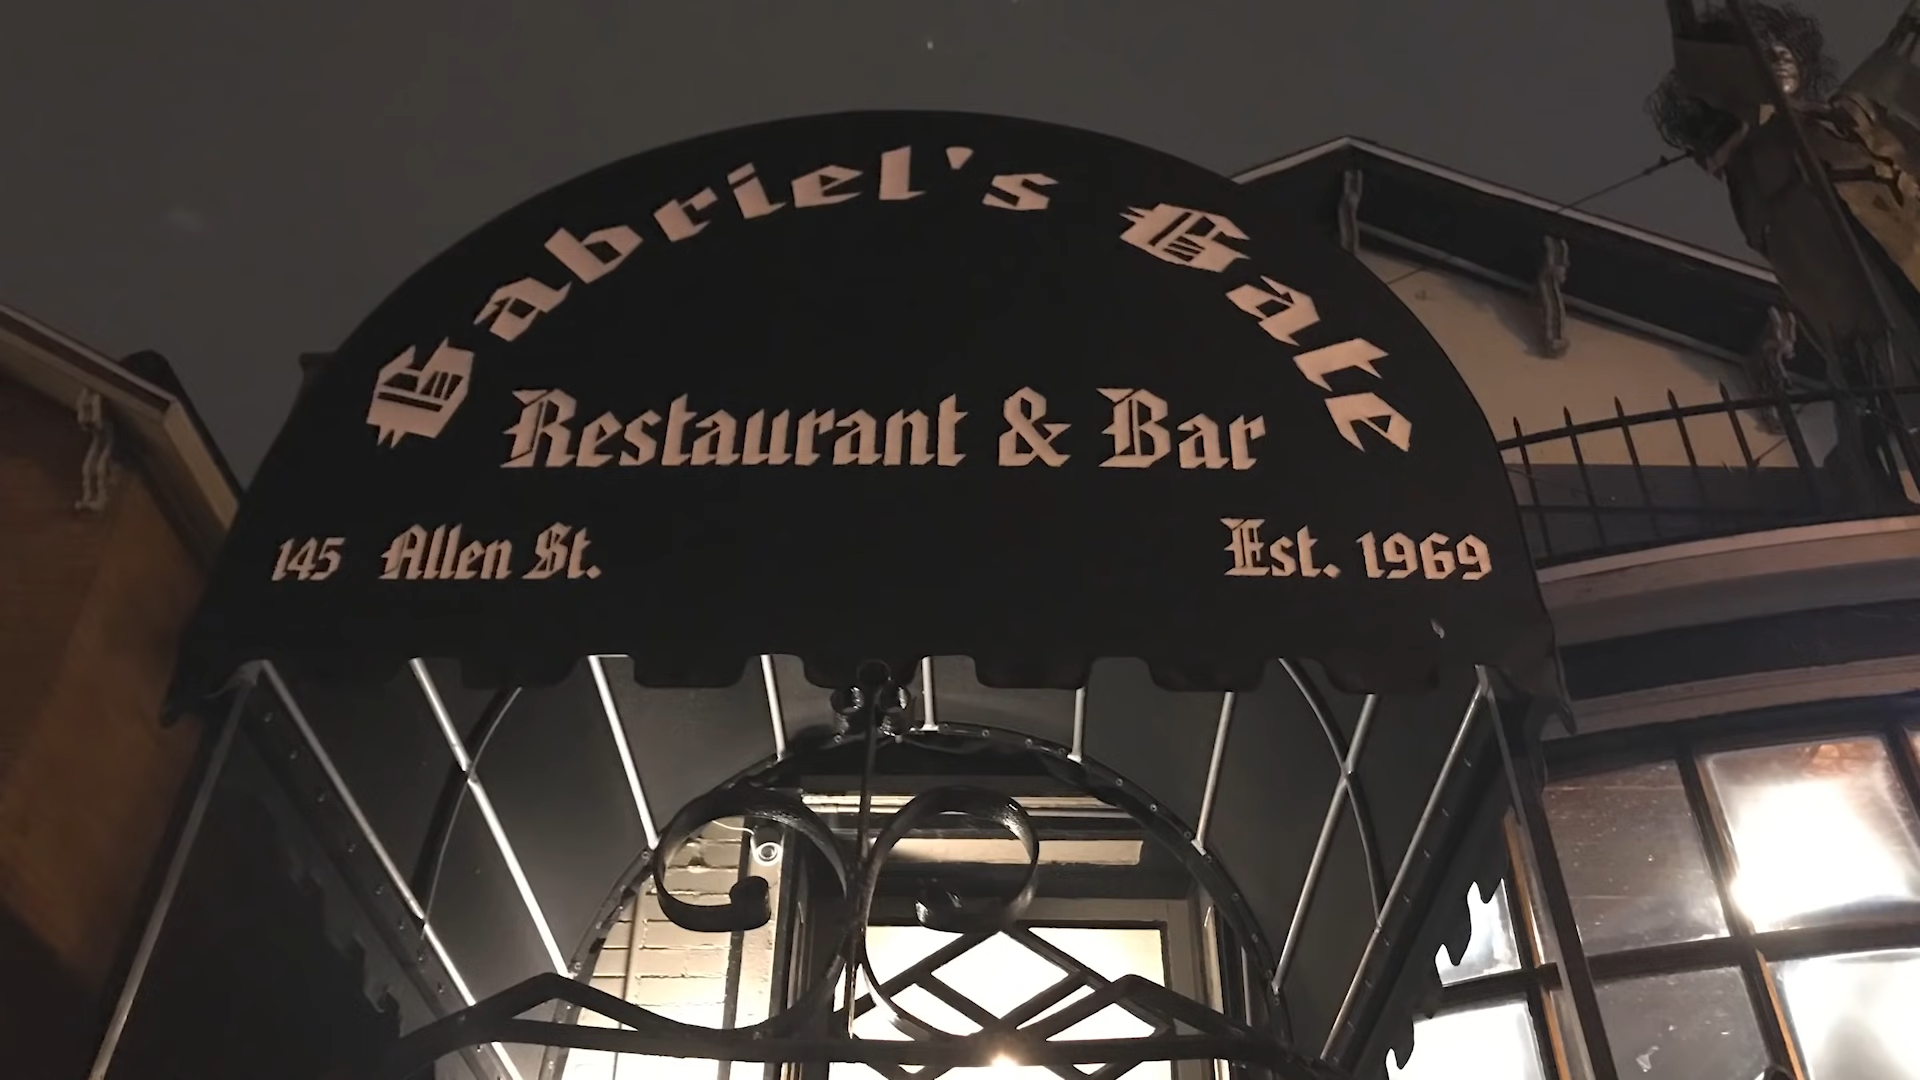 Gabriel's Gate
Restaurant & Bar
145 Allen St.
Est. 1969